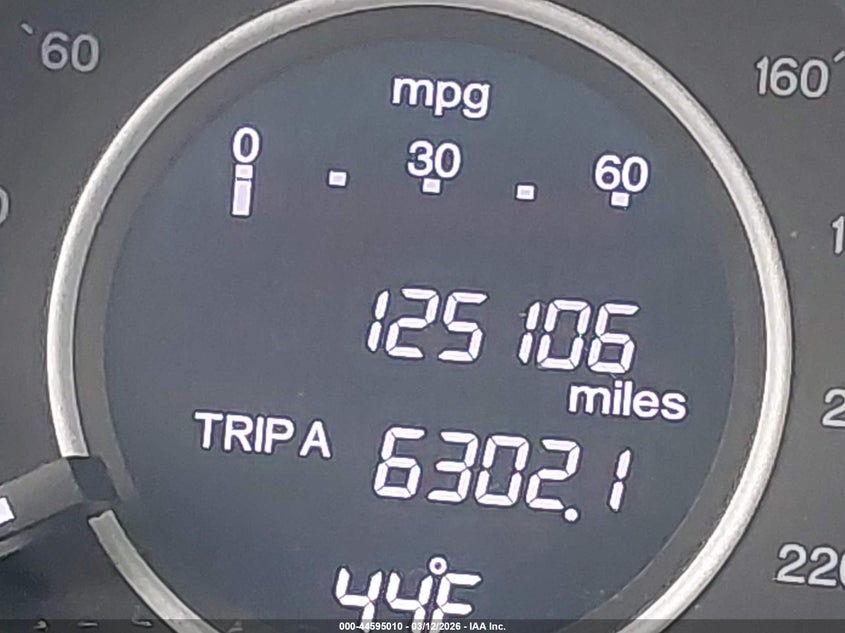 60
160
mpg
0 30 60
125106
miles
TRIP A 6302.1
220
44°F
000-44595010 - 03/12/2026 - IAA Inc.